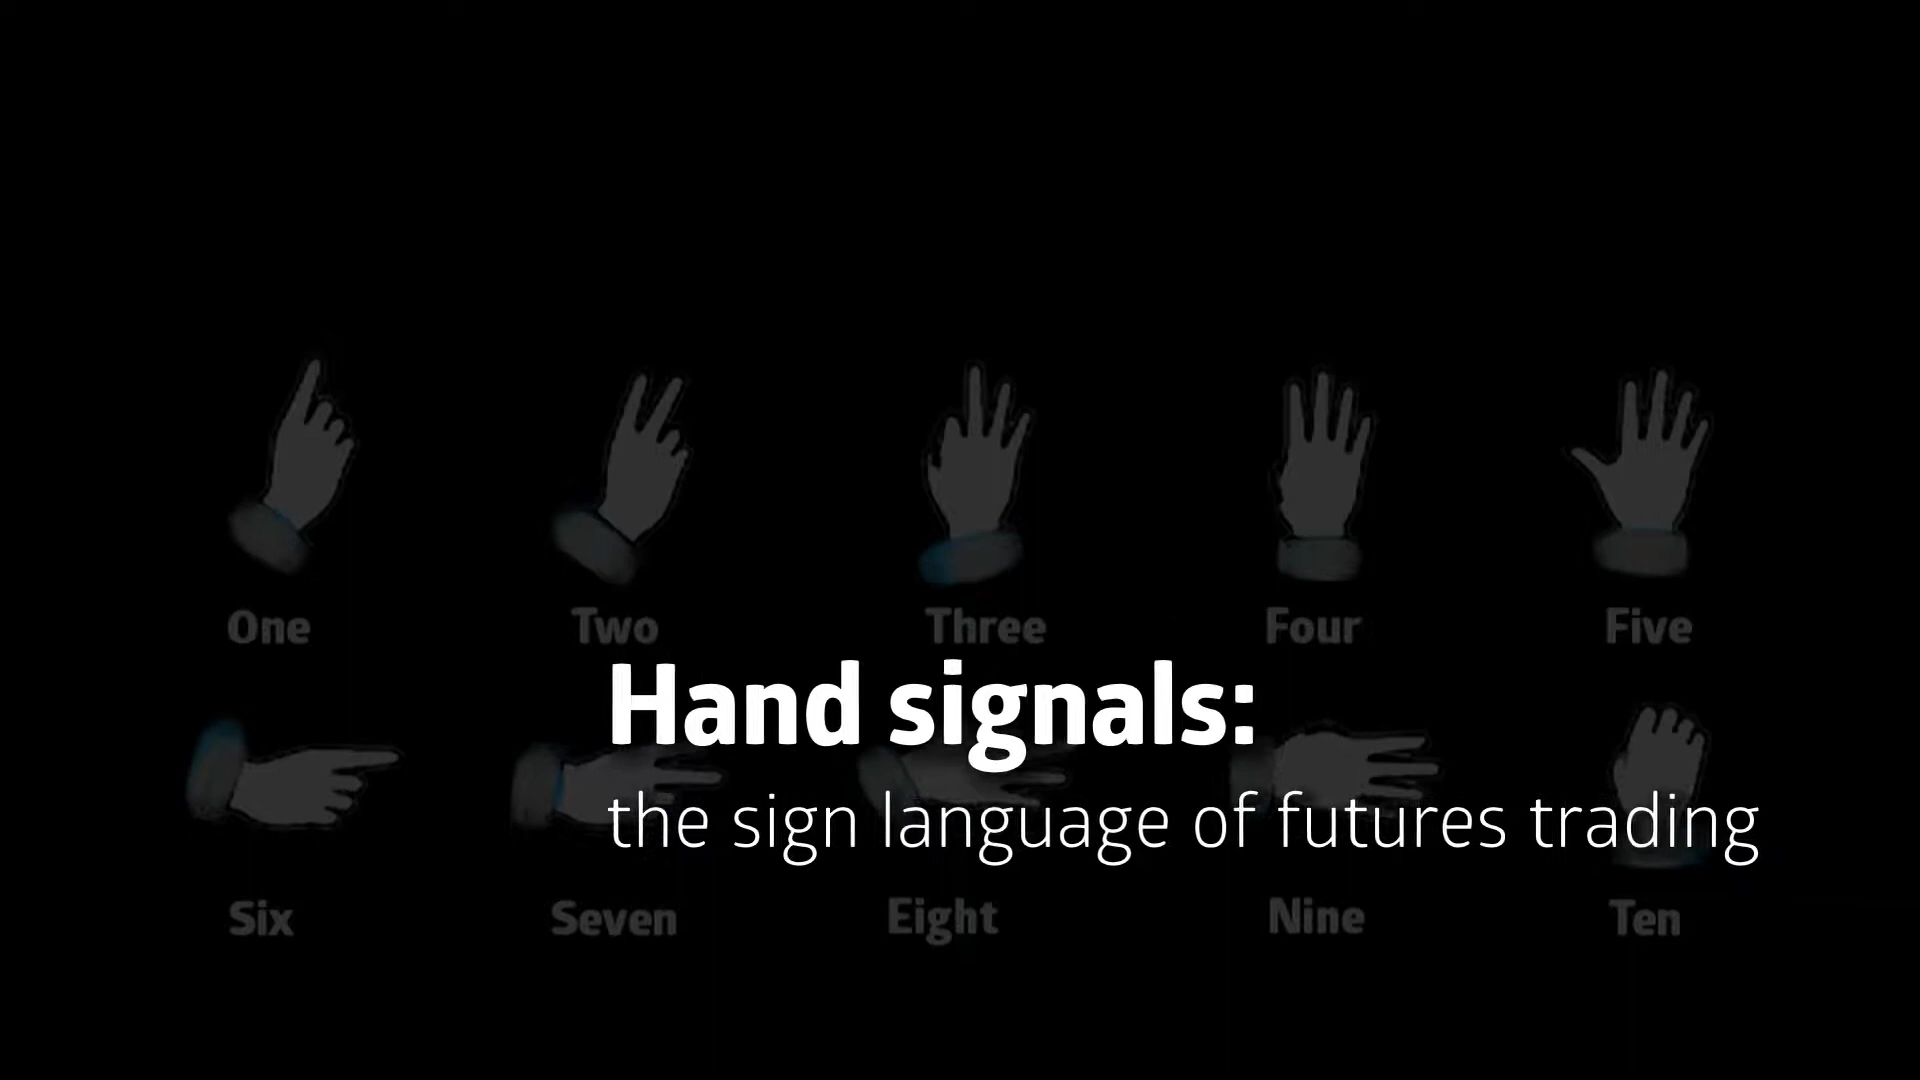 One Two Three Four Five
Hand signals:
the sign language of futures trading
Six Seven Eight Nine Ten